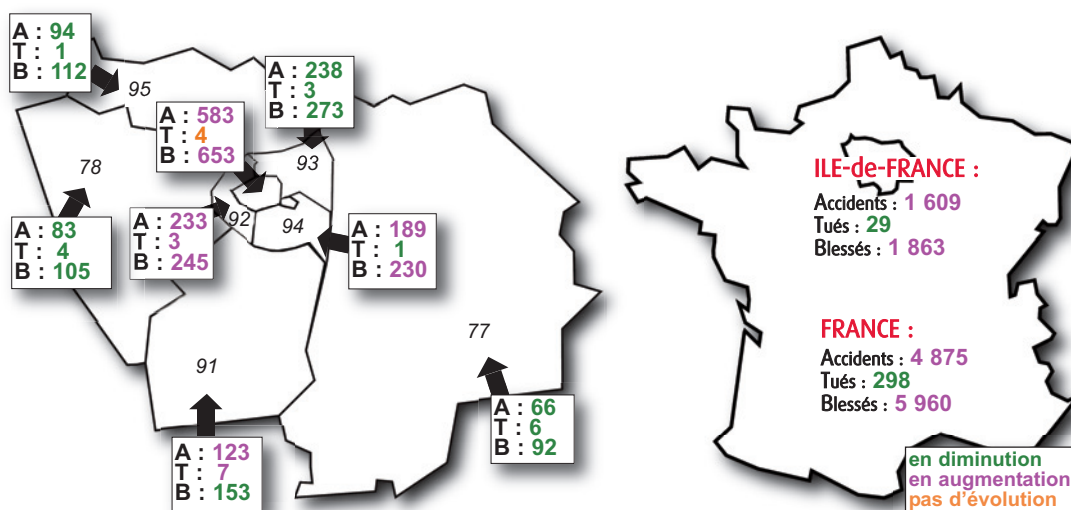 A : 94
T : 1
B : 112
95
A : 238
T : 3
B : 273
A : 583
T : 4
B : 653
93
78
92
94
A : 83
T : 4
B : 105
A : 233
T : 3
B : 245
A : 189
T : 1
B : 230
91
77
A : 123
T : 7
B : 153
A : 66
T : 6
B : 92
ILE-de-FRANCE :
Accidents : 1 609
Tués : 29
Blessés : 1 863
FRANCE :
Accidents : 4 875
Tués : 298
Blessés : 5 960
en diminution
en augmentation
pas d'évolution